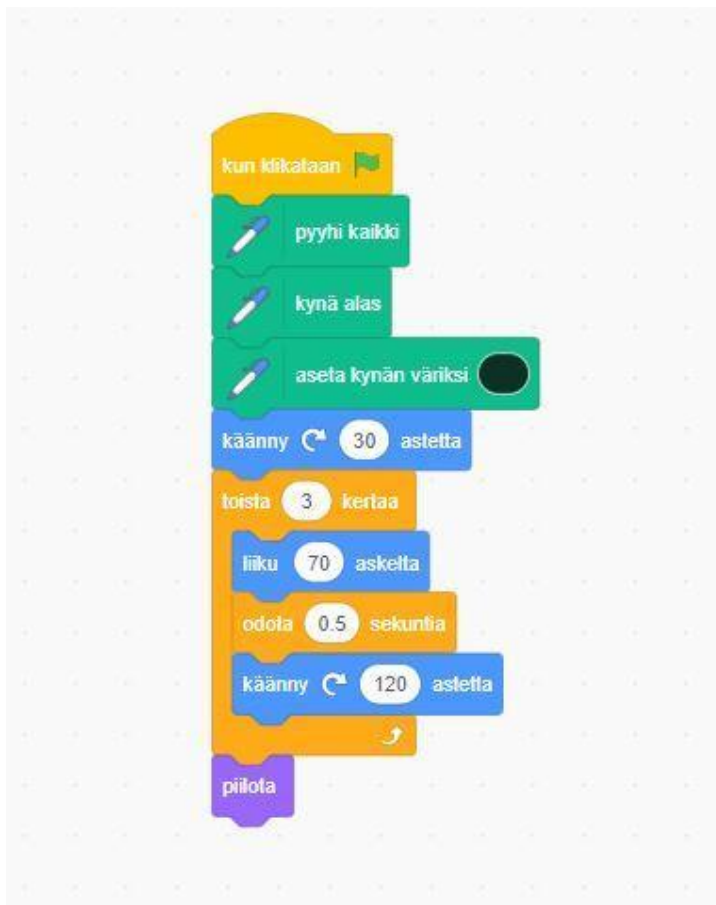 kun klikataan
pyyhi kaikki
kynä alas
aseta kynän väriksi
käänny 30 astetta
toista 3 kertaa
liiku 70 askelta
odota 0.5 sekuntia
käänny 120 astetta
piilota